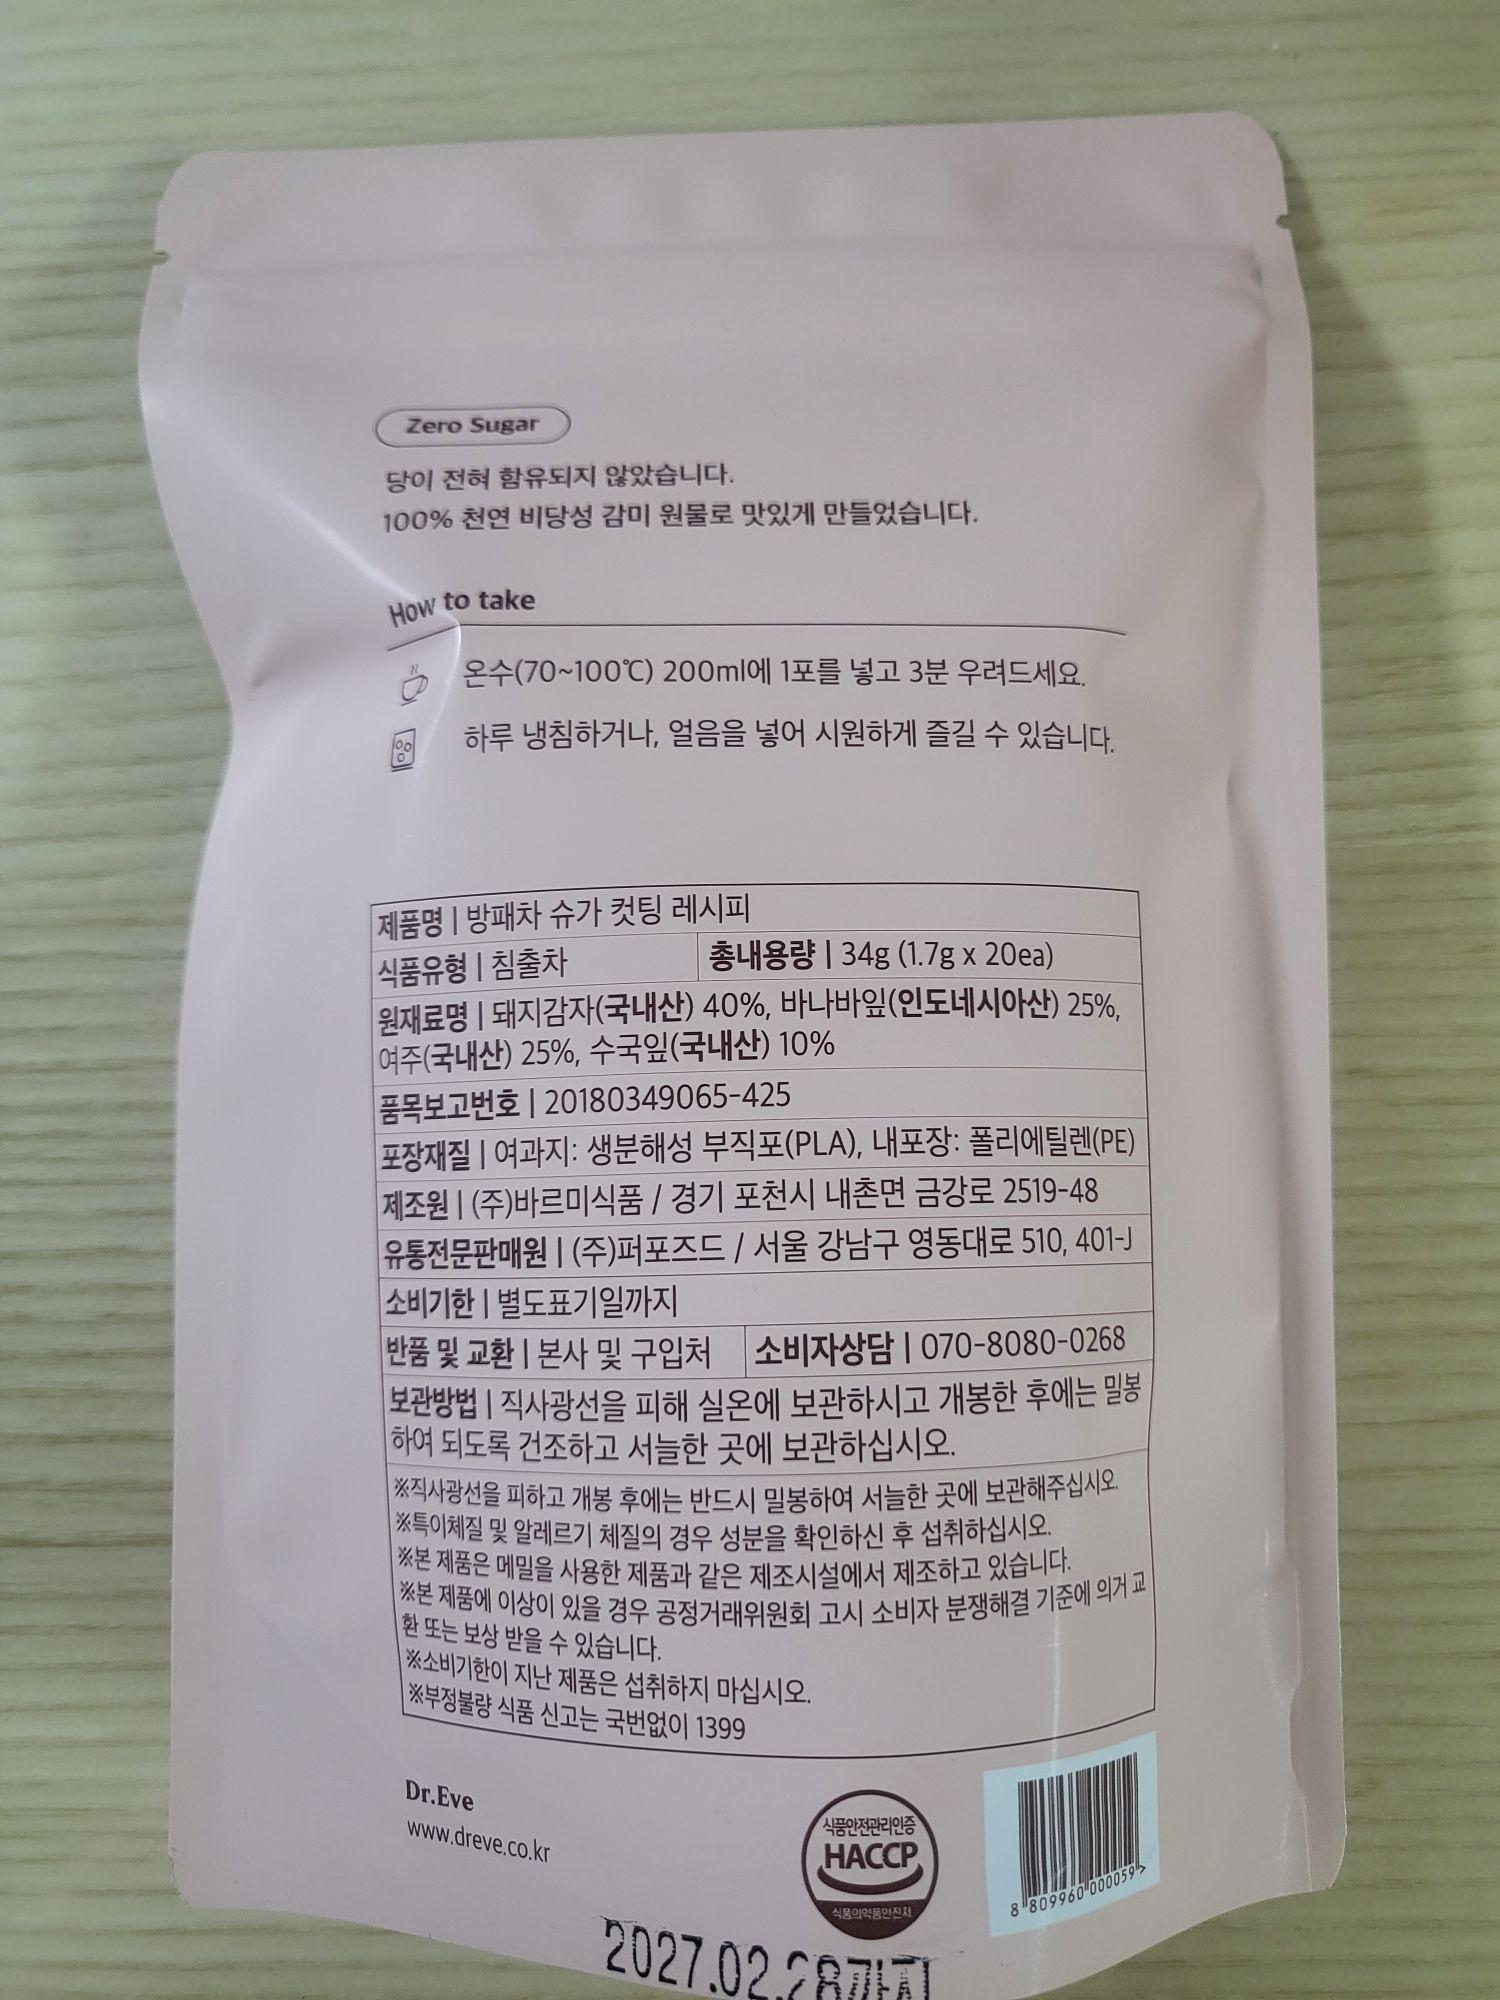 Zero Sugar
당이 전혀 함유되지 않았습니다.
100% 천연 비당성 감미 원물로 맛있게 만들었습니다.
How to take
온수(70~100℃) 200ml에 1포를 넣고 3분 우려드세요.
하루 냉침하거나, 얼음을 넣어 시원하게 즐길 수 있습니다.
제품명 | 방패차 슈가 컷팅 레시피
식품유형 | 침출차 총내용량 | 34g (1.7g x 20ea)
원재료명 | 돼지감자(국내산) 40%, 바나바잎(인도네시아산) 25%,
여주(국내산) 25%, 수국잎(국내산) 10%
품목보고번호 | 20180349065-425
포장재질 | 여과지: 생분해성 부직포(PLA), 내포장: 폴리에틸렌(PE)
제조원 | (주)바르미식품 / 경기 포천시 내촌면 금강로 2519-48
유통전문판매원 | (주)퍼포즈드 / 서울 강남구 영동대로 510, 401-J
소비기한 | 별도표기일까지
반품 및 교환 | 본사 및 구입처 소비자상담 | 070-8080-0268
보관방법 | 직사광선을 피해 실온에 보관하시고 개봉한 후에는 밀봉
하여 되도록 건조하고 서늘한 곳에 보관하십시오.
※직사광선을 피하고 개봉 후에는 반드시 밀봉하여 서늘한 곳에 보관해주십시오.
※특이체질 및 알레르기 체질의 경우 성분을 확인하신 후 섭취하십시오.
※본 제품은 메밀을 사용한 제품과 같은 제조시설에서 제조하고 있습니다.
※본 제품에 이상이 있을 경우 공정거래위원회 고시 소비자 분쟁해결 기준에 의거 교
환 또는 보상 받을 수 있습니다.
※소비기한이 지난 제품은 섭취하지 마십시오.
※부정불량 식품 신고는 국번없이 1399
Dr.Eve
www.dreve.co.kr
식품안전관리인증
HACCP
식품의약품안전처
8 809960 000059 >
2027.02.28까지